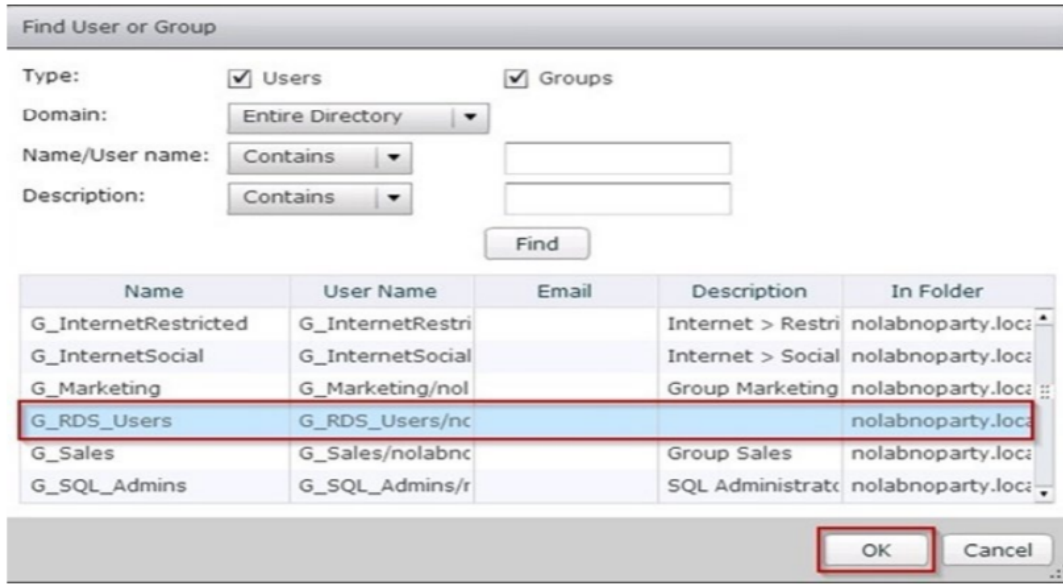 Find User or Group
Type: Users Groups
Domain: Entire Directory
Name/User name: Contains
Description: Contains
Find
Name User Name Email Description In Folder
G_InternetRestricted G_InternetRestri Internet > Restri nolabnoparty.loca
G_InternetSocial G_InternetSocial Internet > Social nolabnoparty.loca
G_Marketing G_Marketing/nol Group Marketing nolabnoparty.loca
G_RDS_Users G_RDS_Users/nc nolabnoparty.loca
G_Sales G_Sales/nolabnc Group Sales nolabnoparty.loca
G_SQL_Admins G_SQL_Admins/r SQL Administratc nolabnoparty.loca
OK Cancel